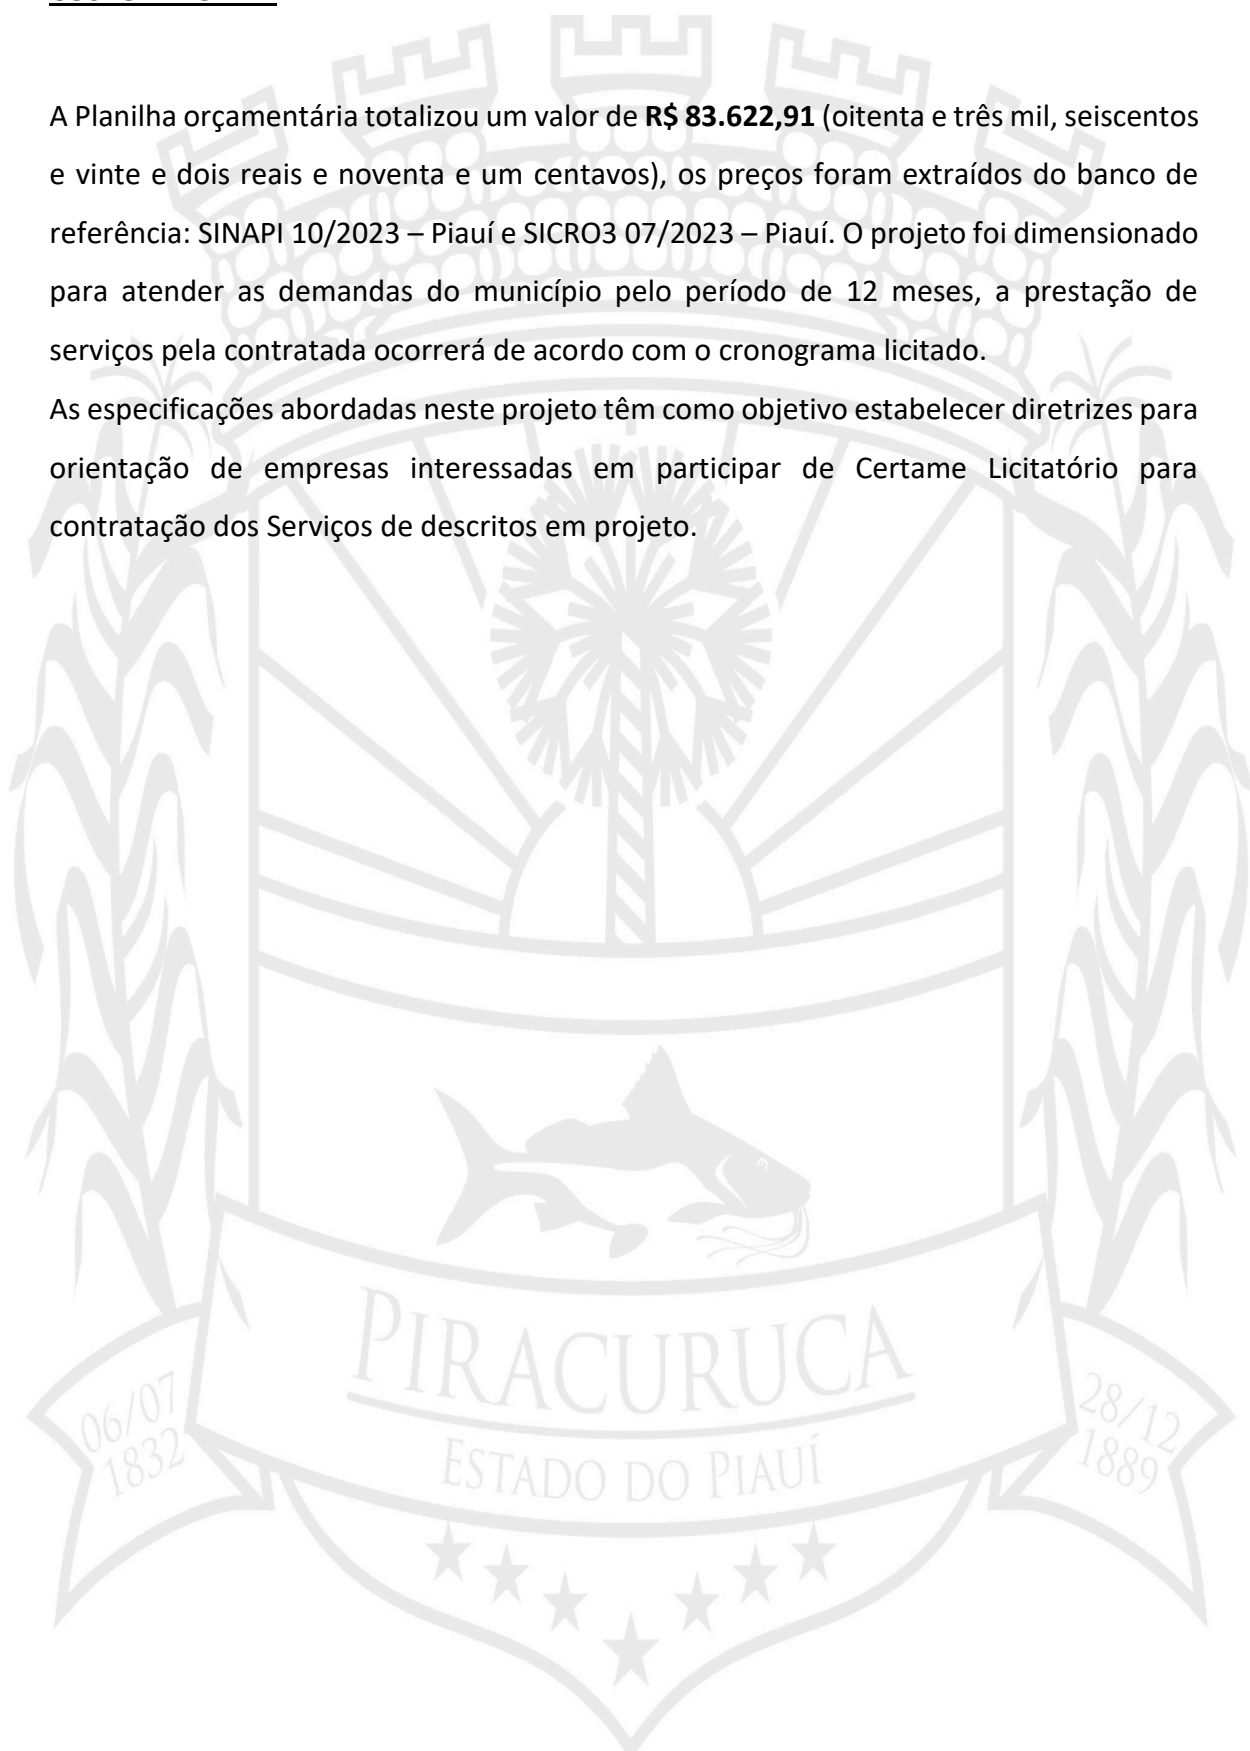 A Planilha orçamentária totalizou um valor de R$ 83.622,91 (oitenta e três mil, seiscentos
e vinte e dois reais e noventa e um centavos), os preços foram extraídos do banco de
referência: SINAPI 10/2023 – Piauí e SICRO3 07/2023 – Piauí. O projeto foi dimensionado
para atender as demandas do município pelo período de 12 meses, a prestação de
serviços pela contratada ocorrerá de acordo com o cronograma licitado.
As especificações abordadas neste projeto têm como objetivo estabelecer diretrizes para
orientação de empresas interessadas em participar de Certame Licitatório para
contratação dos Serviços de descritos em projeto.
PIRACURUCA
06/07
1832
28/12
1889
ESTADO DO PIAUÍ